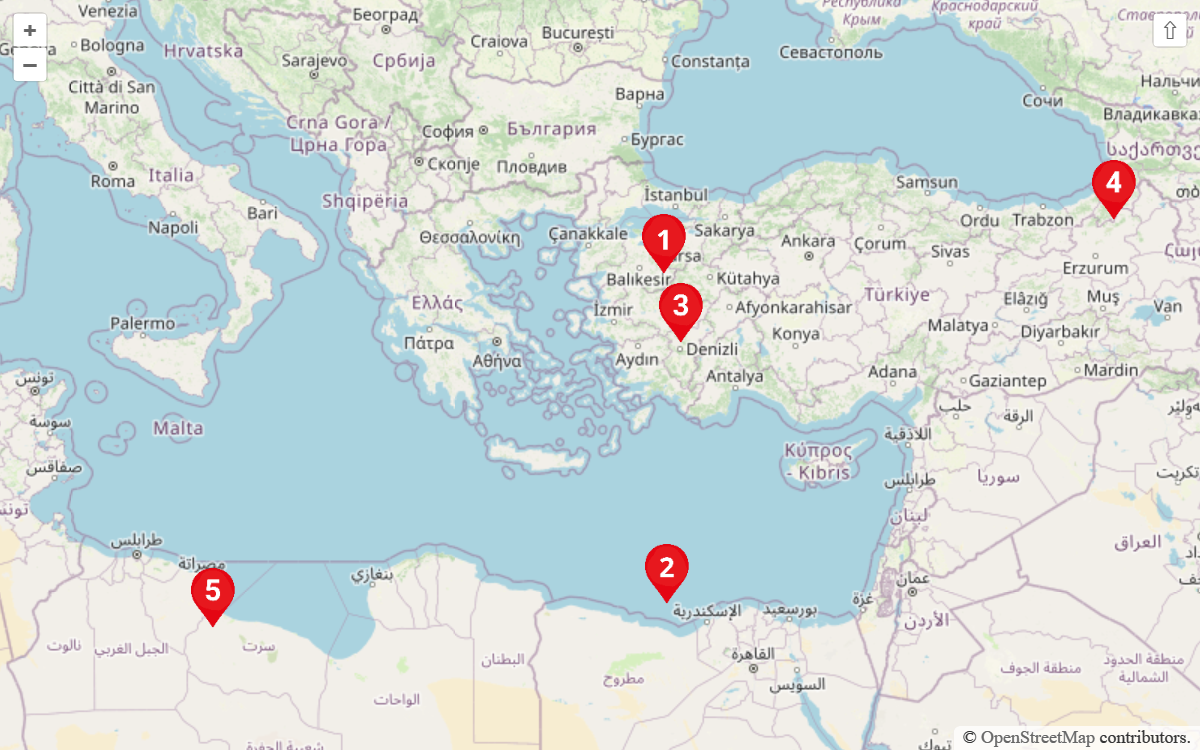 +
−
⇧
Venezia
Београд
Республика
Крым
Краснодарский
край
Bologna
Hrvatska
Craiova
București
Севастополь
Sarajevo
Србија
Constanța
Città di San
Marino
Варна
Сочи
Владикавказ
Crna Gora /
Црна Гора
София
България
Бургас
Скопје
Пловдив
Roma
Italia
Shqipëria
İstanbul
Samsun
4
Bari
Napoli
Θεσσαλονίκη
Çanakkale
1
Sakarya
Ordu
Trabzon
Ankara
Çorum
Sivas
Balıkesir
Kütahya
Erzurum
Ελλάς
İzmir
3
Afyonkarahisar
Türkiye
Elâzığ
Muş
Van
Palermo
Πάτρα
Αθήνα
Aydın
Denizli
Konya
Malatya
Diyarbakır
Antalya
Adana
Gaziantep
Mardin
تونس
سوسة
صفاقس
Malta
حلب
الرقة
اللاذقية
Κύπρος
- Kıbrıs
طرابلس
سوريا
لبنان
العراق
طرابلس
مصراتة
بنغازي
2
5
الإسكندرية
بورسعيد
غزة
عمان
الأردن
نالوت
الجبل الغربي
سرت
البطنان
القاهرة
مطروح
السويس
الواحات
منطقة الجوف
منطقة الحدود
الشمالية
تبوك
شعبية الجفرة
© OpenStreetMap contributors.